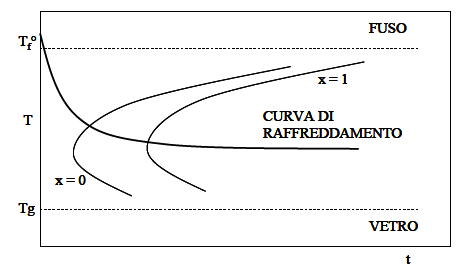 FUSO
Tf°
x = 1
T
CURVA DI
RAFFREDDAMENTO
x = 0
Tg
VETRO
t